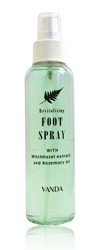 Revitalising
FOOT
SPRAY
WITH
Witchhazel extract
and Rosemary oil
VANDA